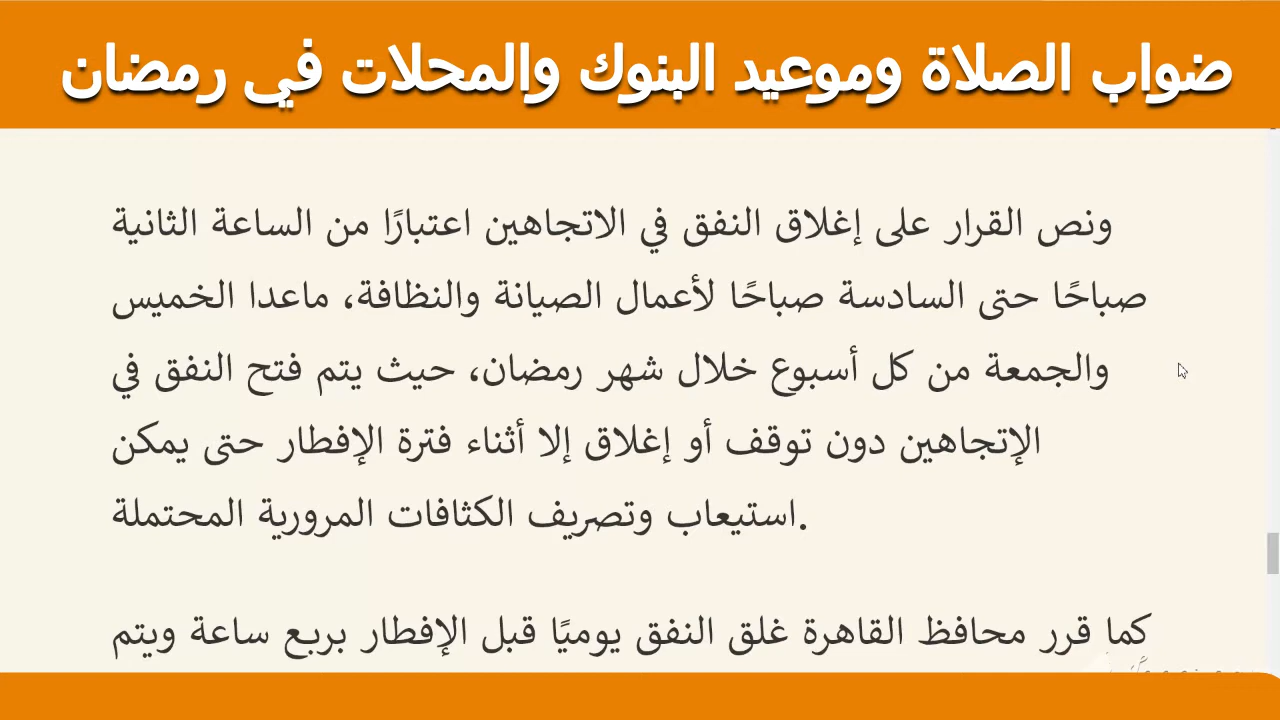 ضواب الصلاة وموعيد البنوك والمحلات في رمضان
ونص القرار على إغلاق النفق في الاتجاهين اعتبارًا من الساعة الثانية
صباحًا حتى السادسة صباحًا لأعمال الصيانة والنظافة، ماعدا الخميس
والجمعة من كل أسبوع خلال شهر رمضان، حيث يتم فتح النفق في
الإتجاهين دون توقف أو إغلاق إلا أثناء فترة الإفطار حتى يمكن
استيعاب وتصريف الكثافات المرورية المحتملة.
كما قرر محافظ القاهرة غلق النفق يوميًا قبل الإفطار بربع ساعة ويتم